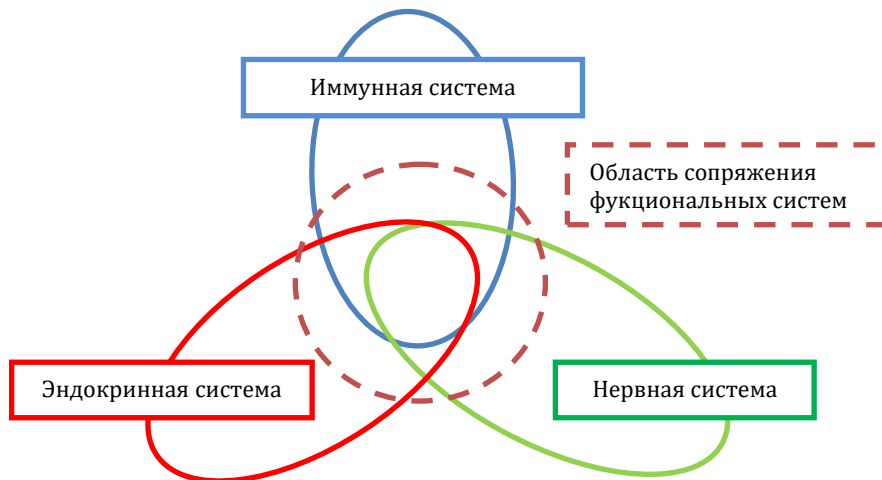 Иммунная система
Область сопряжения
фукциональных систем
Эндокринная система
Нервная система